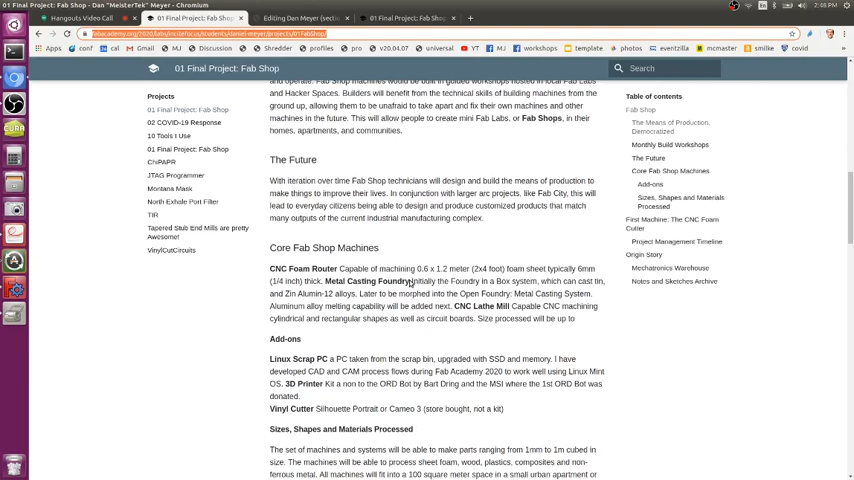 01 Final Project: Fab Shop - Dan "MeisterTek" Meyer - Chromium
En
2:48 PM
Hangouts Video Call
01 Final Project: Fab Shop
Editing Dan Meyer (sectio
01 Final Project: Fab Shop
fabacademy.org/2020/labs/incitefocus/students/daniel-meyer/projects/01FabShop/
Apps conf Gmail MJ Discussion Shopping pro v20.04.07 universal YT MJ workshops template photos eventzilla mcmaster smilke covid
01 Final Project: Fab Shop
Search
Projects
01 Final Project: Fab Shop
02 COVID-19 Response
10 Tools I Use
01 Final Project: Fab Shop
ChiPAPR
JTAG Programmer
Montana Mask
North Exhale Port Filter
TIR
Tapered Stub End Mills are pretty
Awesome!
VinylCutCircuits
and operate. Fab Shop Machines would be built in guided workshops hosted in local Fab Labs
and Hacker Spaces. Builders will benefit from the technical skills of building machines from the
ground up, allowing them to be unafraid to take apart and fix their own machines and other
machines in the future. This will allow people to create mini Fab Labs, or Fab Shops, in their
homes, apartments, and communities.
The Future
With iteration over time Fab Shop technicians will design and build the means of production to
make things to improve their lives. In conjunction with larger arc projects, like Fab City, this will
lead to everyday citizens being able to design and produce customized products that match
many outputs of the current industrial manufacturing complex.
Core Fab Shop Machines
CNC Foam Router Capable of machining 0.6 x 1.2 meter (2x4 foot) foam sheet typically 6mm
(1/4 inch) thick. Metal Casting Foundry Initially the Foundry in a Box system, which can cast tin,
and Zin Alumin-12 alloys. Later to be morphed into the Open Foundry: Metal Casting System.
Aluminum alloy melting capability will be added next. CNC Lathe Mill Capable CNC machining
cylindrical and rectangular shapes as well as circuit boards. Size processed will be up to
Add-ons
Linux Scrap PC a PC taken from the scrap bin, upgraded with SSD and memory. I have
developed CAD and CAM process flows during Fab Academy 2020 to work well using Linux Mint
OS. 3D Printer Kit a non to the ORD Bot by Bart Dring and the MSI where the 1st ORD Bot was
donated.
Vinyl Cutter Silhouette Portrait or Cameo 3 (store bought, not a kit)
Sizes, Shapes and Materials Processed
The set of machines and systems will be able to make parts ranging from 1mm to 1m cubed in
size. The machines will be able to process sheet foam, wood, plastics, composites and non-
ferrous metal. All machines will fit into a 100 square meter space in a small urban apartment or
Table of contents
Fab Shop
The Means of Production,
Democratized
Monthly Build Workshops
The Future
Core Fab Shop Machines
Add-ons
Sizes, Shapes and Materials
Processed
First Machine: The CNC Foam
Cutter
Project Management Timeline
Origin Story
Mechatronics Warehouse
Notes and Sketches Archive